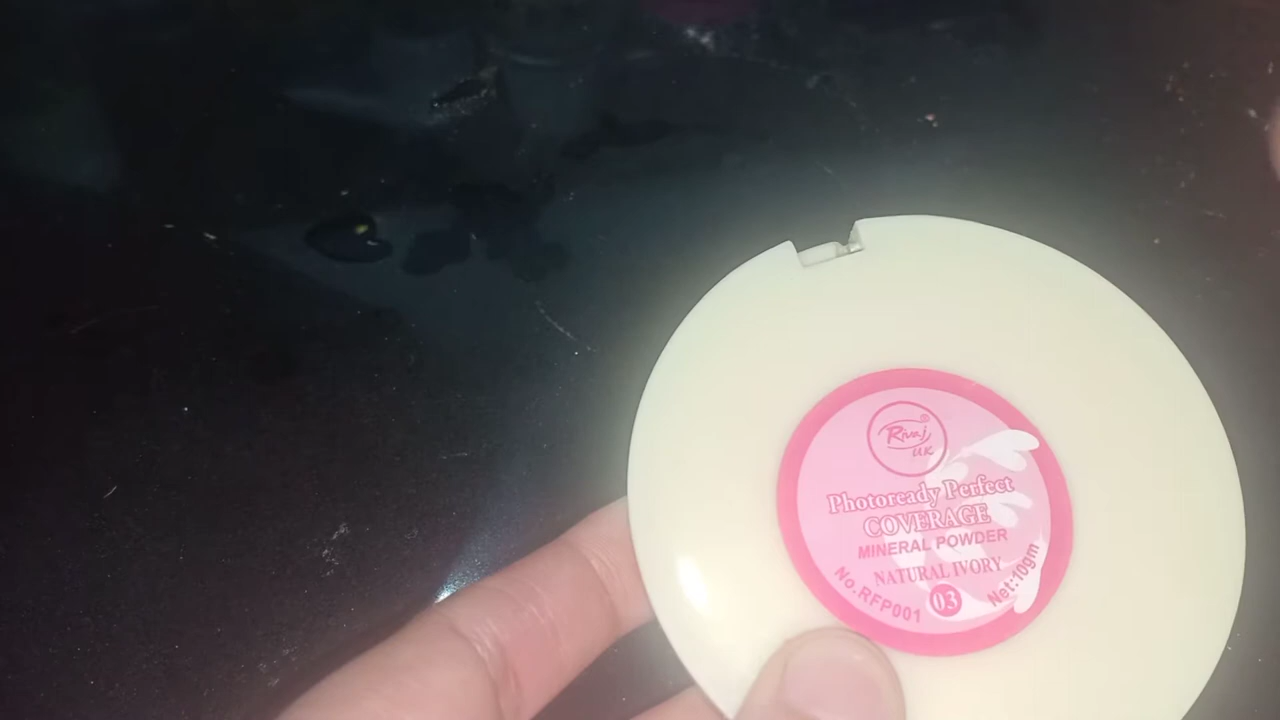 Rivaj®
UK
Photoready Perfect
COVERAGE
MINERAL POWDER
NATURAL IVORY
No.RFP001 03 Net:10gm